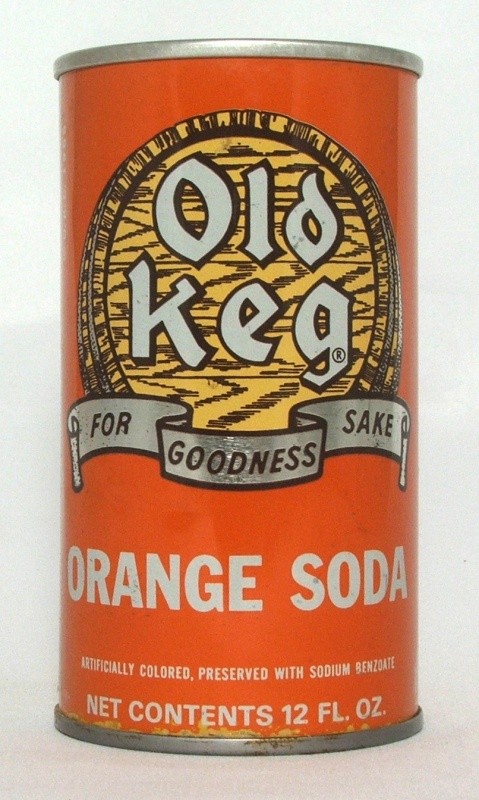 Old
Keg®
FOR GOODNESS SAKE
ORANGE SODA
ARTIFICIALLY COLORED, PRESERVED WITH SODIUM BENZOATE
NET CONTENTS 12 FL. OZ.